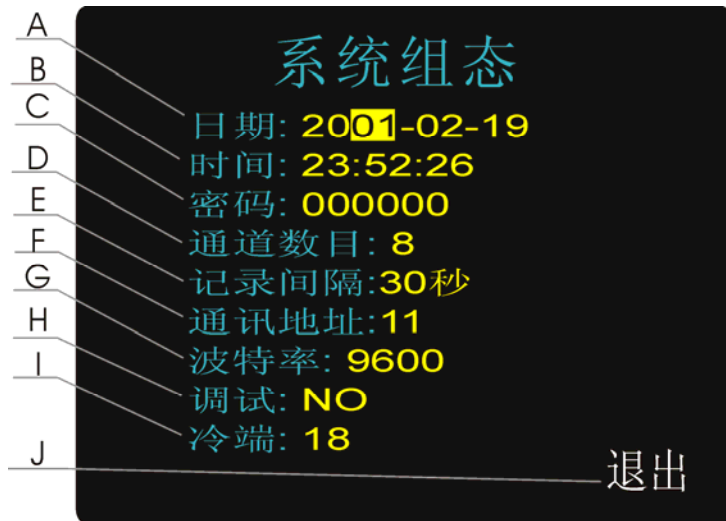 系统组态
A
日期: 2001-02-19
B
时间: 23:52:26
C
密码: 000000
D
通道数目: 8
E
记录间隔:30秒
F
通讯地址:11
G
波特率: 9600
H
调试: NO
I
冷端: 18
J
退出